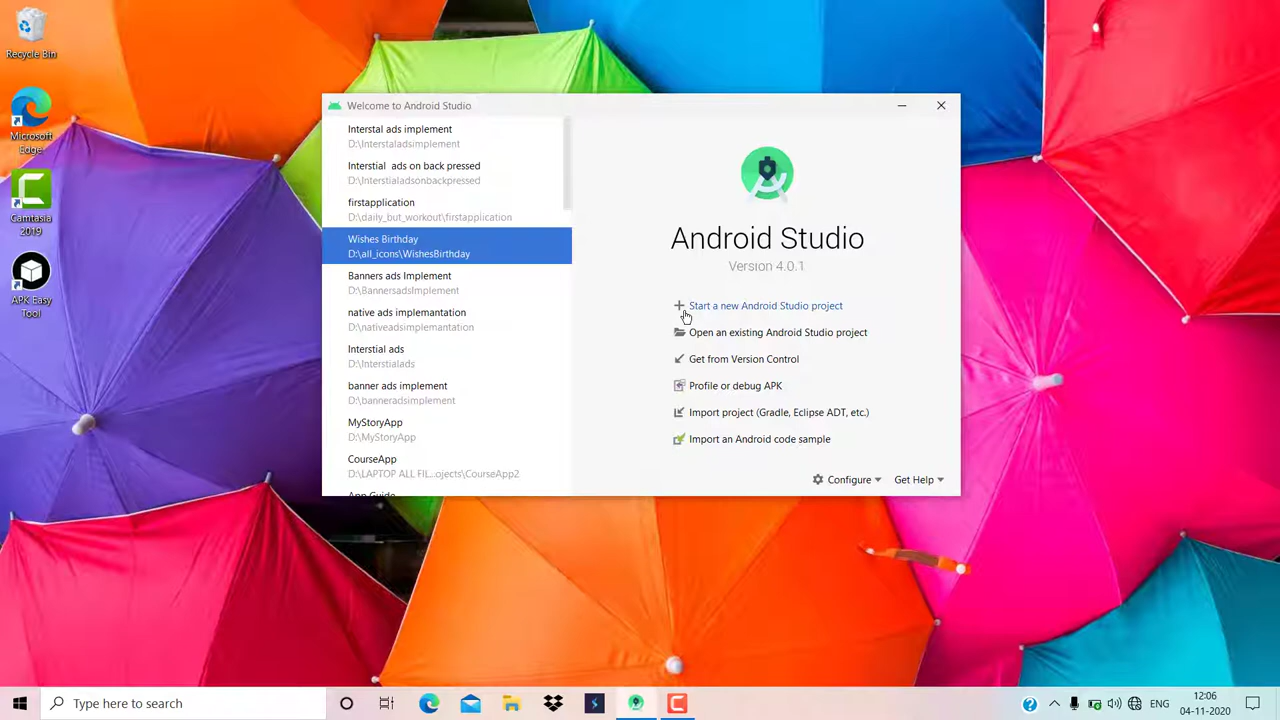 Recycle Bin
Microsoft
Edge
Camtasia
2019
APK Easy
Tool
Welcome to Android Studio
Interstal ads implement
D:\Interstaladsimplement
Interstial  ads on back pressed
D:\Interstialadsonbackpressed
firstapplication
D:\daily_but_workout\firstapplication
Wishes Birthday
D:\all_icons\WishesBirthday
Banners ads Implement
D:\BannersadsImplement
native ads implemantation
D:\nativeadsimplemantation
Interstial ads
D:\Interstialads
banner ads implement
D:\banneradsimplement
MyStoryApp
D:\MyStoryApp
CourseApp
D:\LAPTOP ALL FIL...ojects\CourseApp2
App Guide
Android Studio
Version 4.0.1
Start a new Android Studio project
Open an existing Android Studio project
Get from Version Control
Profile or debug APK
Import project (Gradle, Eclipse ADT, etc.)
Import an Android code sample
Configure
Get Help
Type here to search
ENG
12:06
04-11-2020